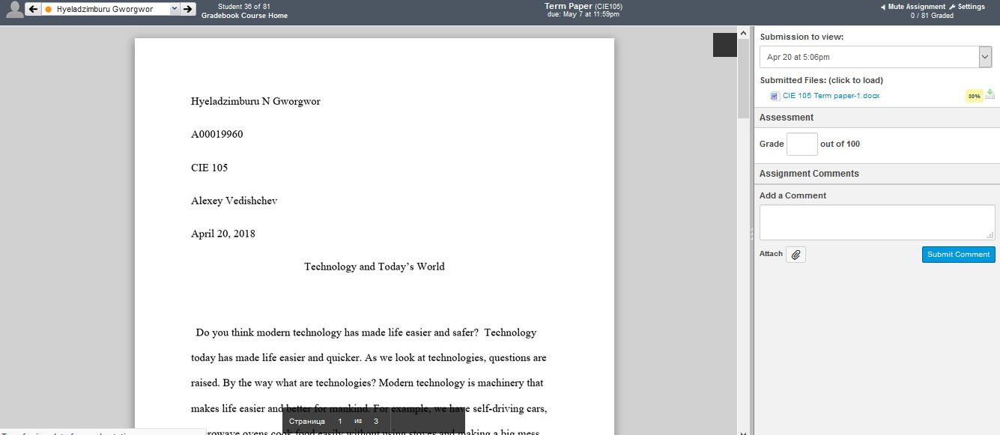 Hyeladzimburu Gworgwor
Student 36 of 81
Gradebook Course Home
Term Paper (CIE105)
due: May 7 at 11:59pm
Mute Assignment Settings
0 / 81 Graded
Hyeladzimburu N Gworgwor
A00019960
CIE 105
Alexey Vedishchev
April 20, 2018
Technology and Today's World
Do you think modern technology has made life easier and safer? Technology
today has made life easier and quicker. As we look at technologies, questions are
raised. By the way what are technologies? Modern technology is machinery that
makes life easier and better for mankind. For example, we have self-driving cars,
ovens cook food easily without using stoves and making a big mess
Страница 1 из 3
Submission to view:
Apr 20 at 5:06pm
Submitted Files: (click to load)
CIE 105 Term paper-1.docx 80%
Assessment
Grade out of 100
Assignment Comments
Add a Comment
Attach
Submit Comment